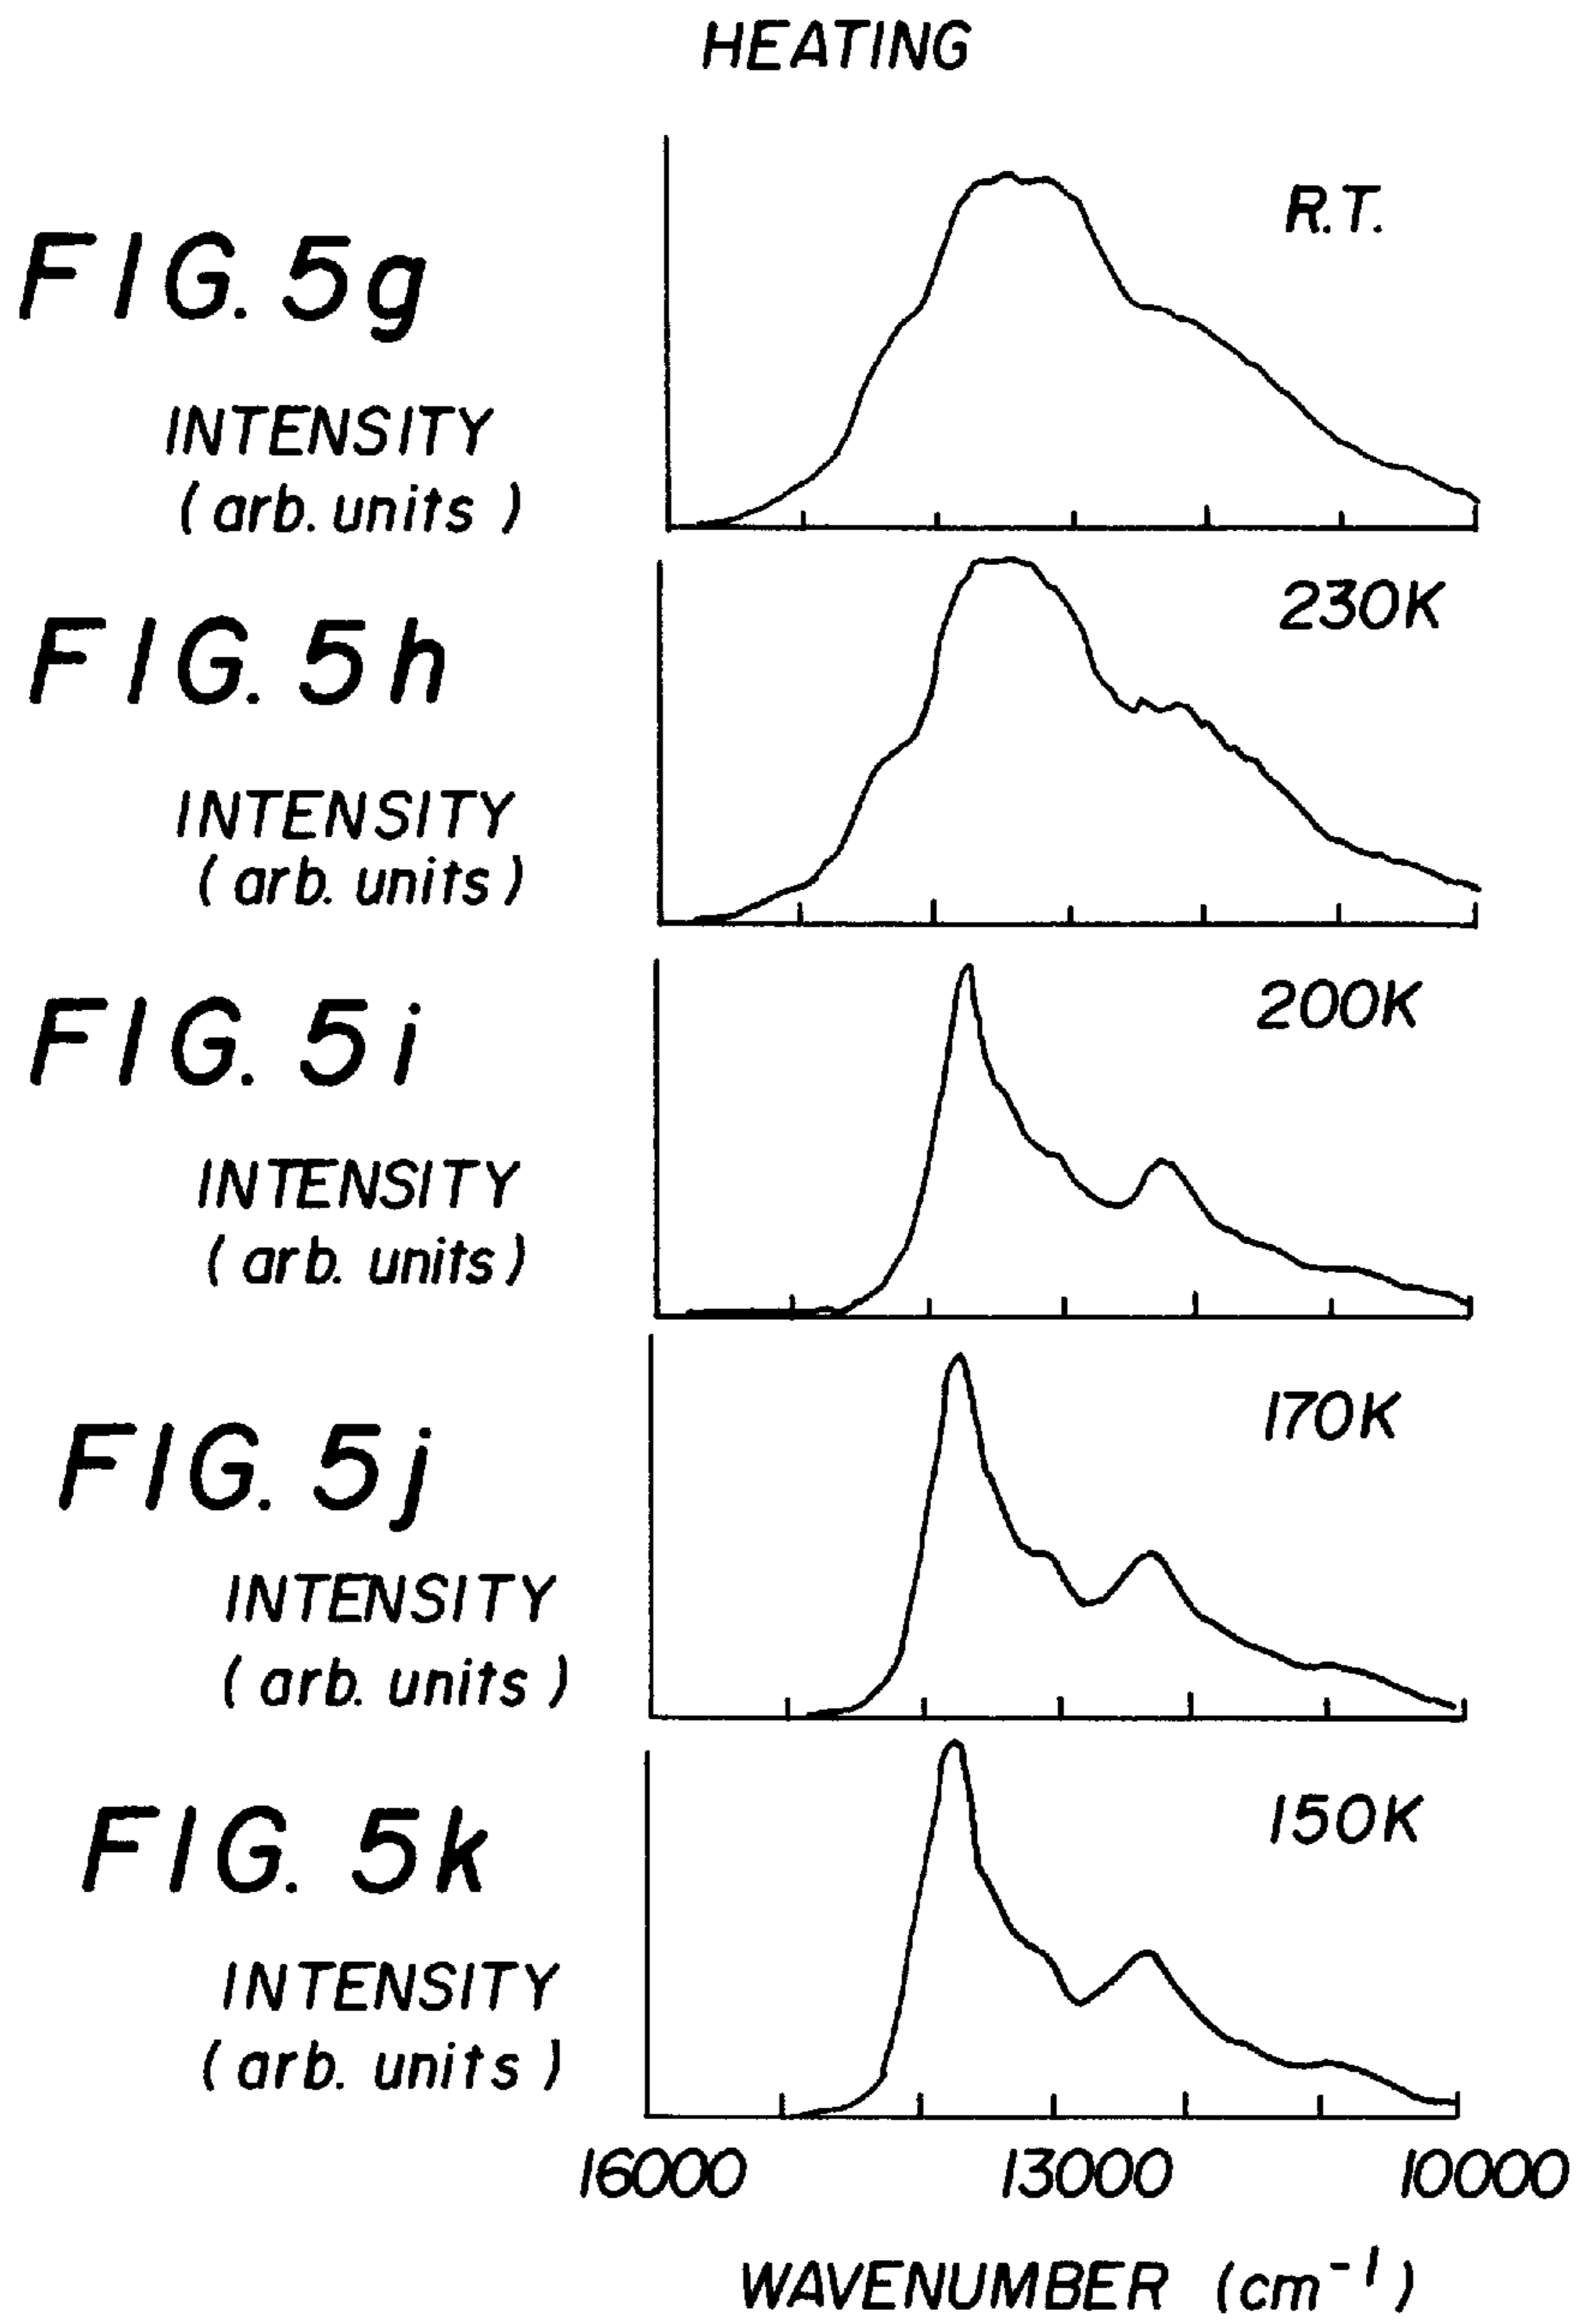 HEATING
R.T.
FIG. 5g
INTENSITY
(arb. units)
230K
FIG. 5h
INTENSITY
(arb. units)
200K
FIG. 5i
INTENSITY
(arb. units)
170K
FIG. 5j
INTENSITY
(arb. units)
150K
FIG. 5k
INTENSITY
(arb. units)
16000 13000 10000
WAVENUMBER (cm⁻¹)